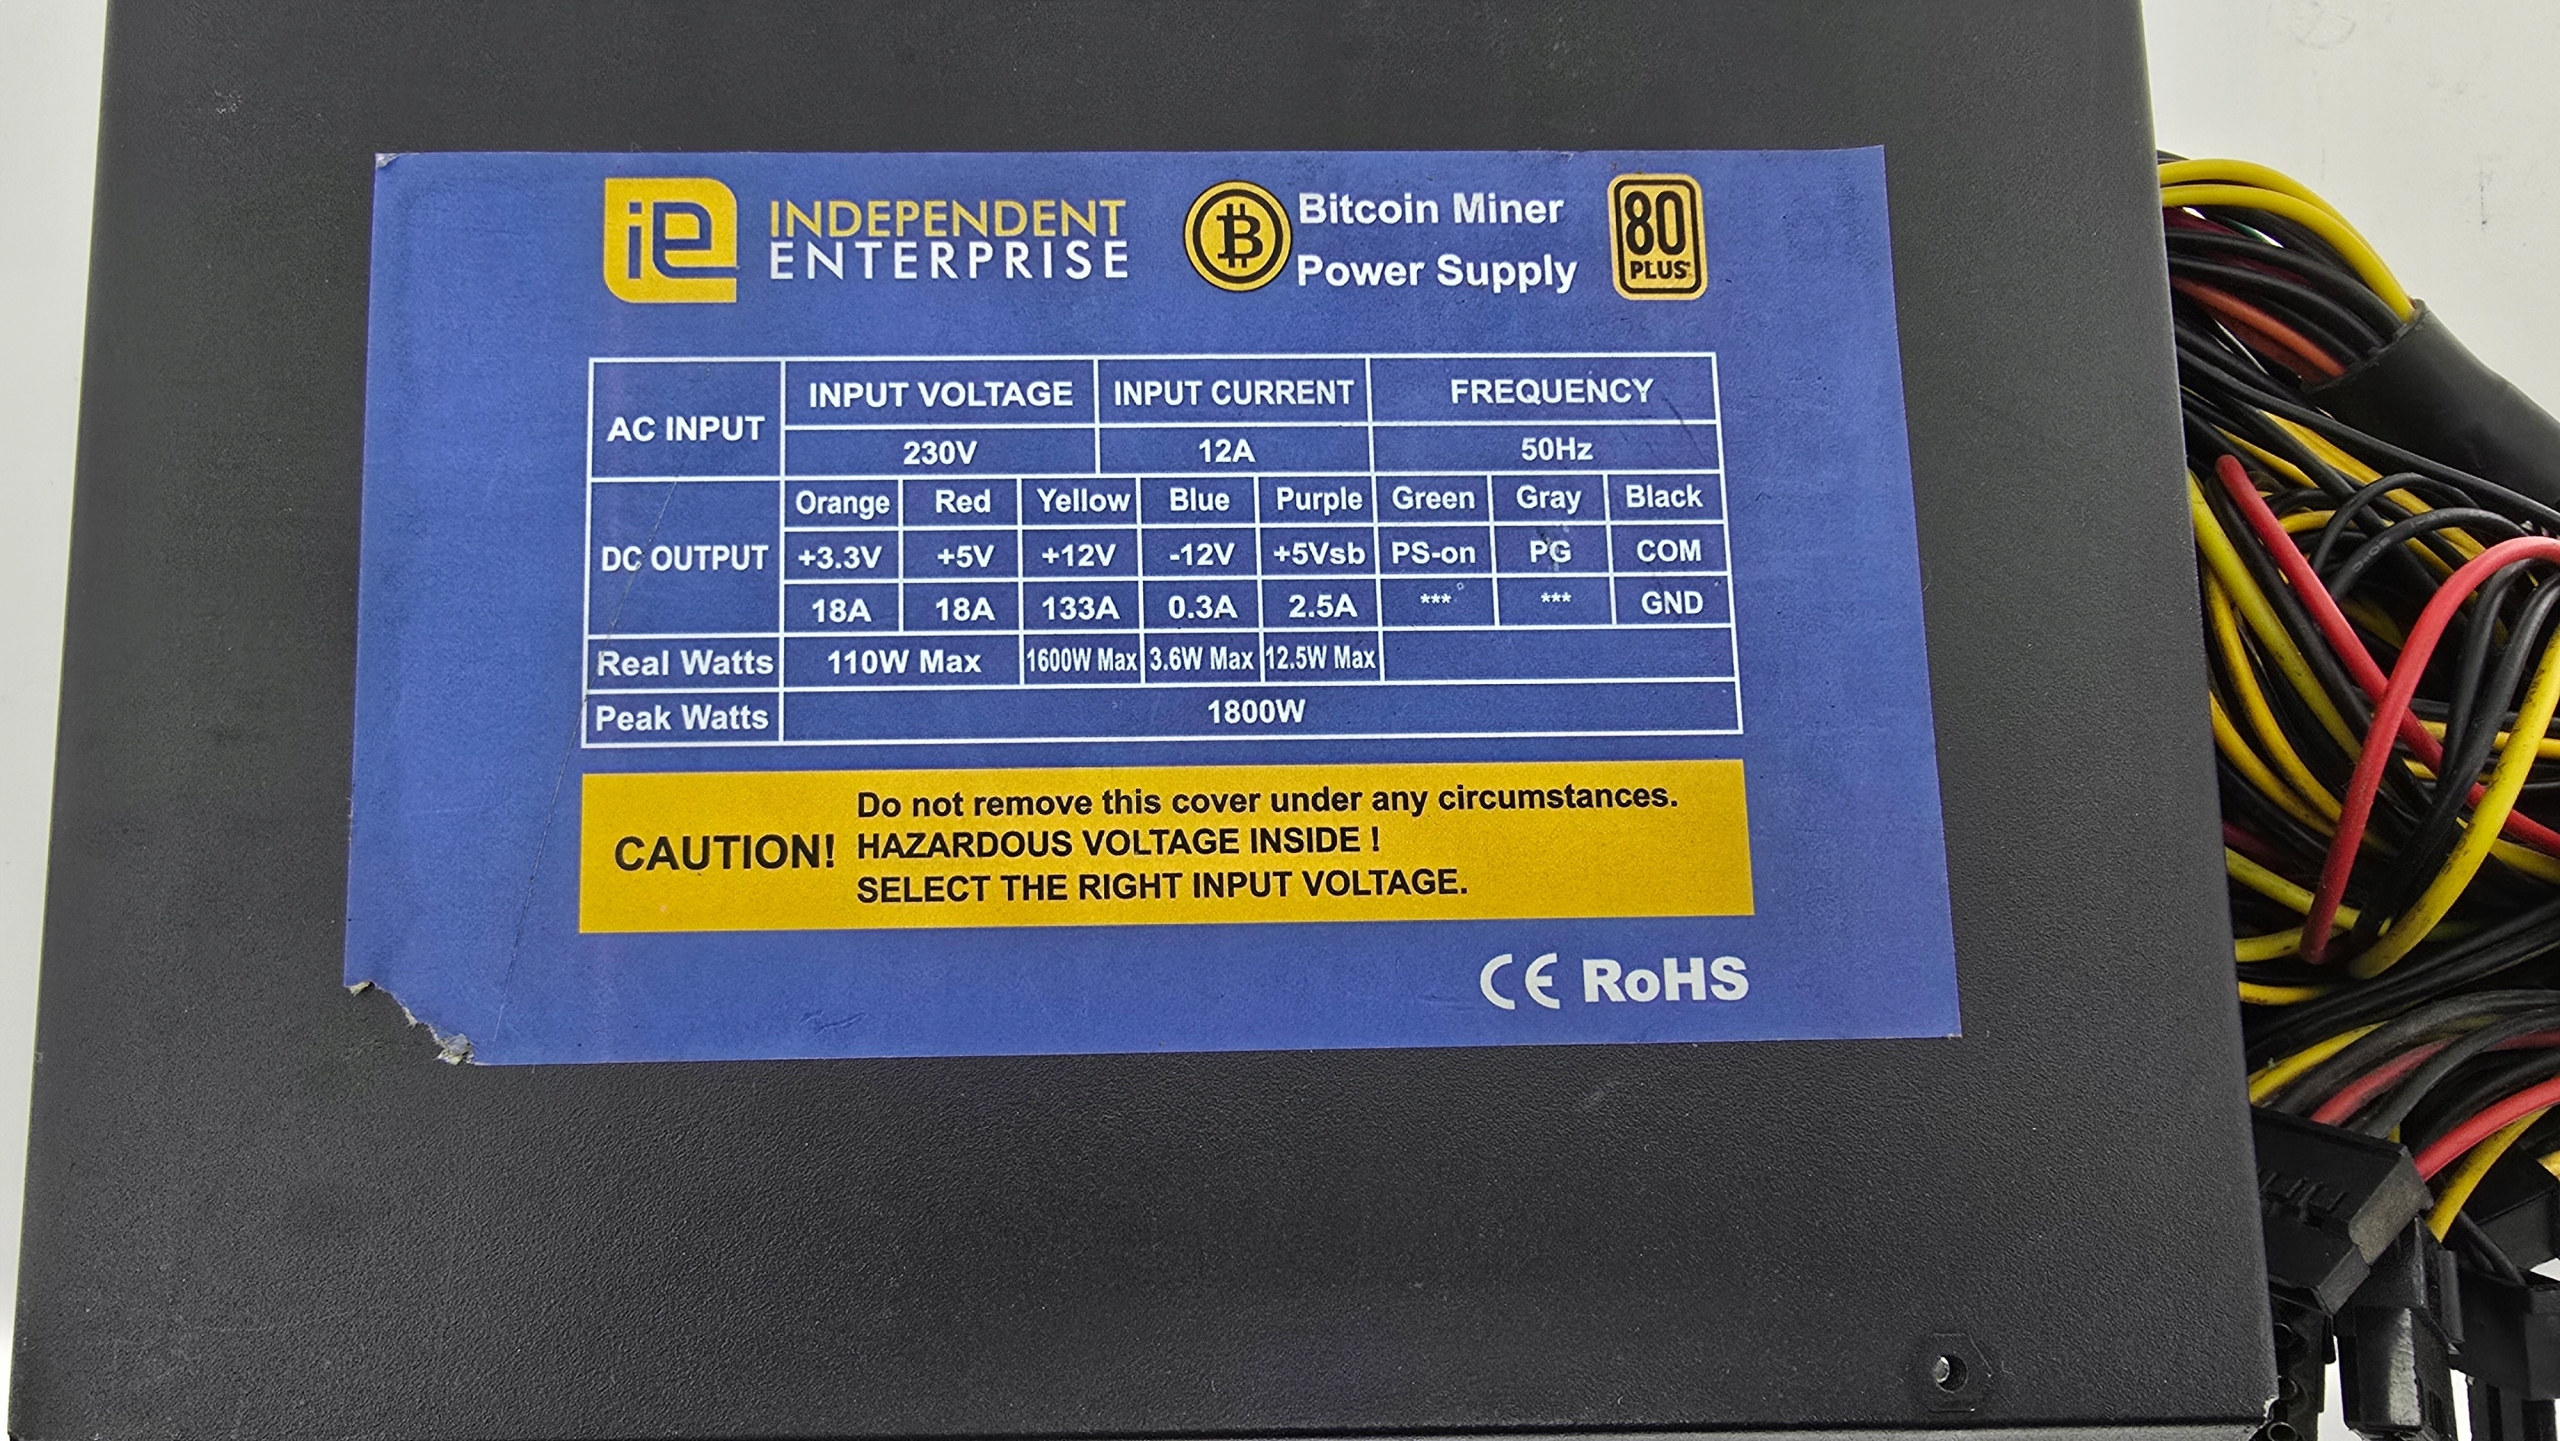 ie INDEPENDENT
ENTERPRISE
Bitcoin Miner
Power Supply
80
PLUS
AC INPUT
INPUT VOLTAGE INPUT CURRENT FREQUENCY
230V 12A 50Hz
DC OUTPUT
Orange Red Yellow Blue Purple Green Gray Black
+3.3V +5V +12V -12V +5Vsb PS-on PG COM
18A 18A 133A 0.3A 2.5A *** *** GND
Real Watts 110W Max 1600W Max 3.6W Max 12.5W Max
Peak Watts 1800W
CAUTION!
Do not remove this cover under any circumstances.
HAZARDOUS VOLTAGE INSIDE !
SELECT THE RIGHT INPUT VOLTAGE.
CE RoHS